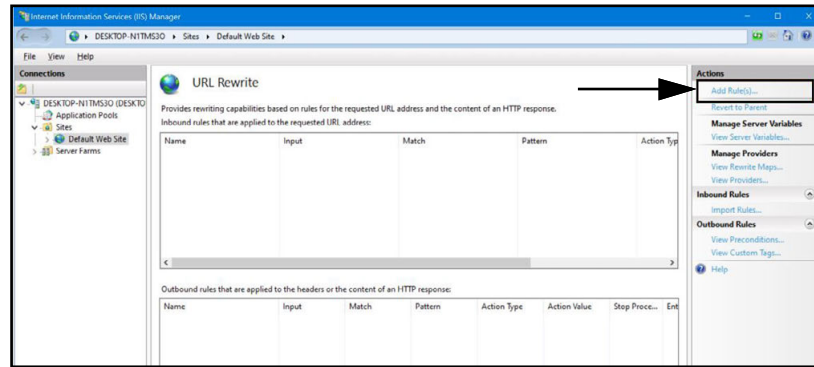 Internet Information Services (IIS) Manager
DESKTOP-N1TMS3O ▸ Sites ▸ Default Web Site ▸
File View Help
Connections
DESKTOP-N1TMS3O (DESKTO
Application Pools
Sites
Default Web Site
Server Farms
URL Rewrite
Provides rewriting capabilities based on rules for the requested URL address and the content of an HTTP response.
Inbound rules that are applied to the requested URL address:
Name Input Match Pattern Action Typ
Outbound rules that are applied to the headers or the content of an HTTP response:
Name Input Match Pattern Action Type Action Value Stop Proce... Ent
Actions
Add Rule(s)...
Revert to Parent
Manage Server Variables
View Server Variables...
Manage Providers
View Rewrite Maps...
View Providers...
Inbound Rules
Import Rules...
Outbound Rules
View Preconditions...
View Custom Tags...
Help